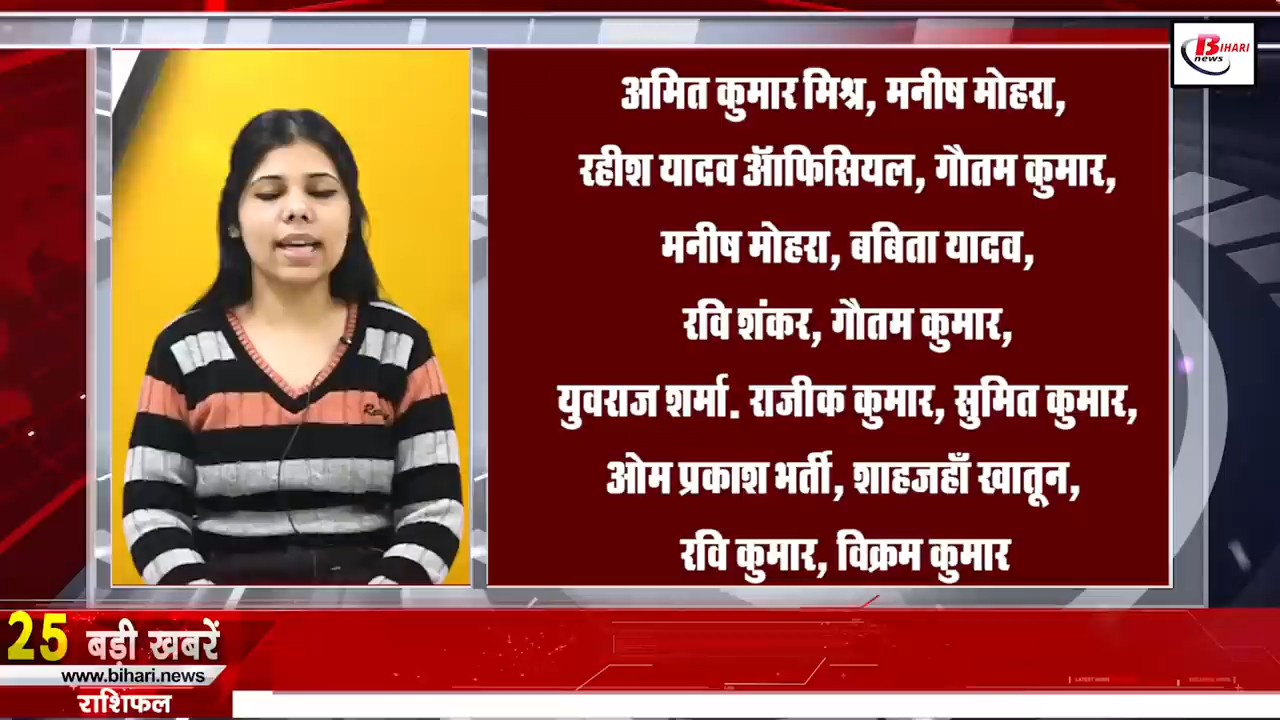 BIHARI
news
अमित कुमार मिश्र, मनीष मोहरा,
रहीश यादव ऑफिसियल, गौतम कुमार,
मनीष मोहरा, बबिता यादव,
रवि शंकर, गौतम कुमार,
युवराज शर्मा. राजीक कुमार, सुमित कुमार,
ओम प्रकाश भर्ती, शाहजहाँ खातून,
रवि कुमार, विक्रम कुमार
25 बड़ी खबरें
www.bihari.news
राशिफल